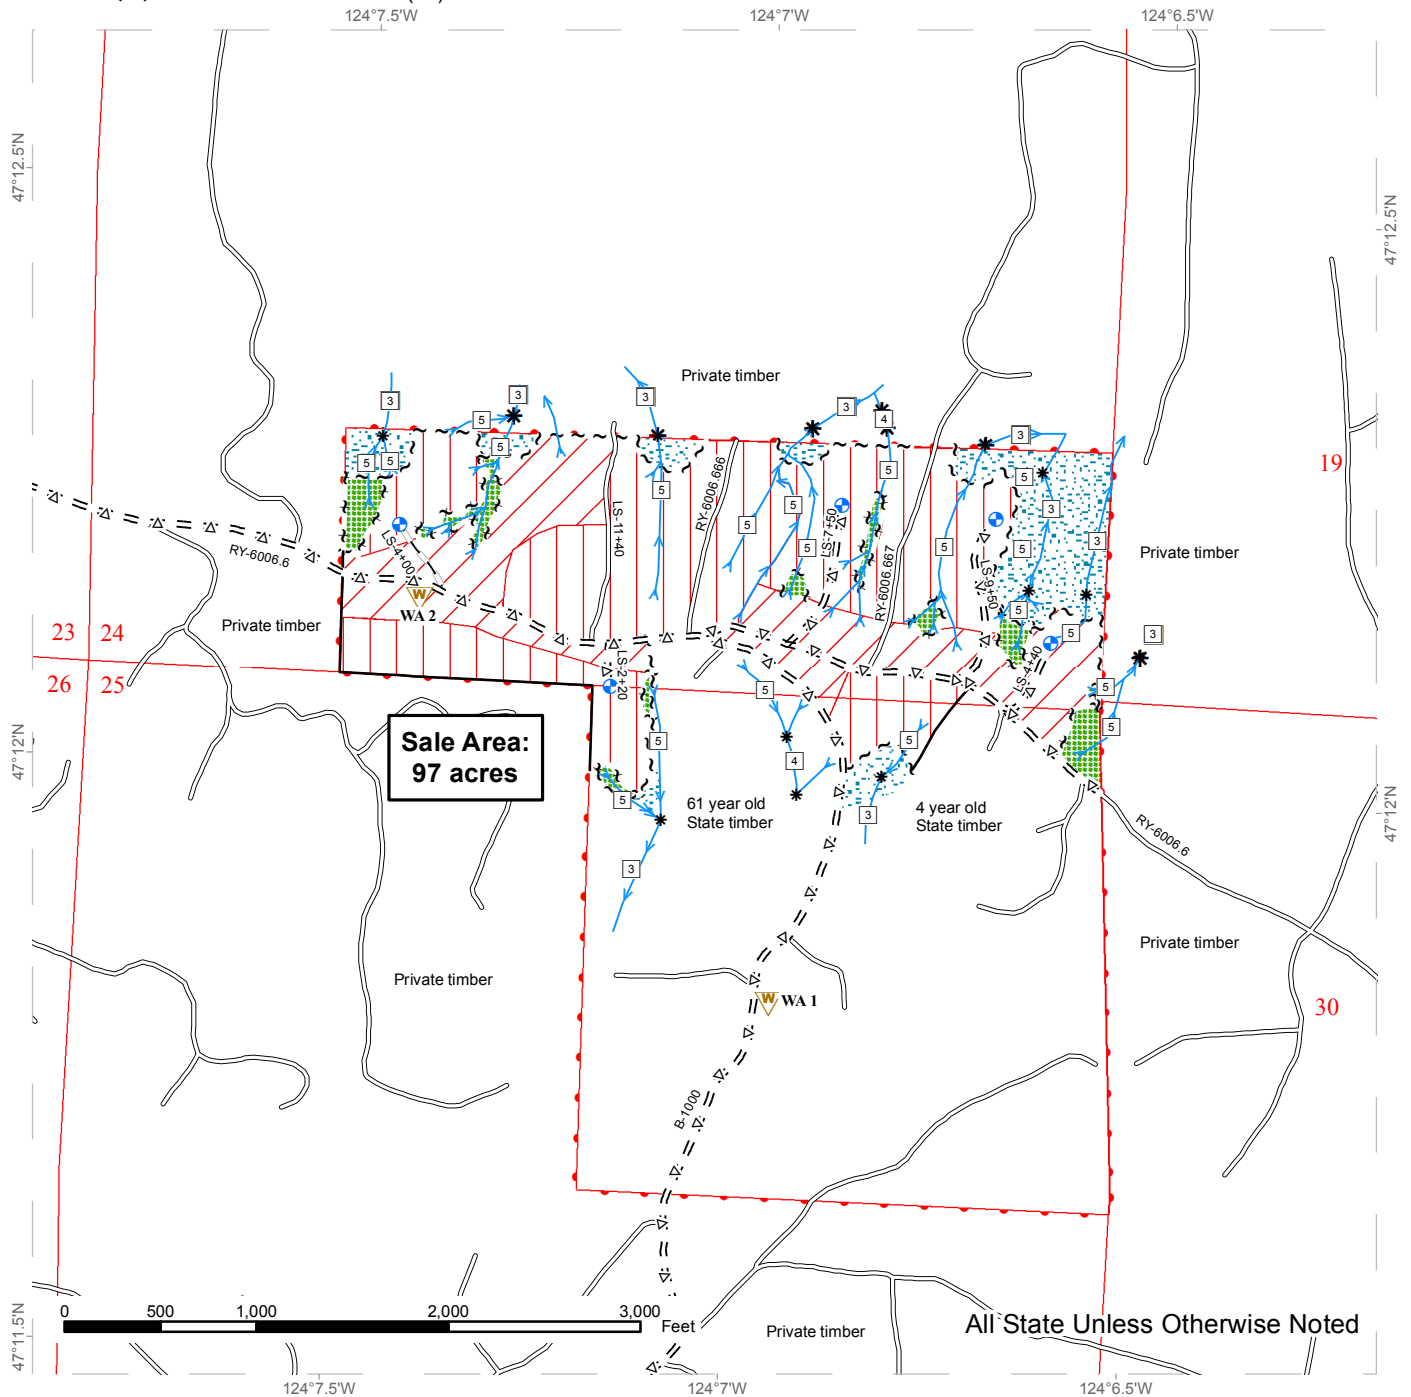 124°7.5'W
124°7'W
124°6.5'W
47°12.5'N
47°12.5'N
Private timber
3
3
3
3
4
3
5
5
5
5
5
5
5
5
5
5
5
5
3
3
5
5
5
3
5
5
5
5
4
5
5
5
3
3
19
RY-6006.6
LS-4+00
LS-11+40
RY-6006.666
LS-7+50
RY-6006.667
LS-9+50
LS-4+40
LS-2+20
W
WA 2
Private timber
Private timber
23
24
26
25
Sale Area:
97 acres
47°12'N
47°12'N
61 year old
State timber
4 year old
State timber
RY-6006.6
Private timber
Private timber
W
WA 1
30
B-1000
0
500
1,000
2,000
3,000
Feet
Private timber
All State Unless Otherwise Noted
47°11.5'N
124°7.5'W
124°7'W
124°6.5'W